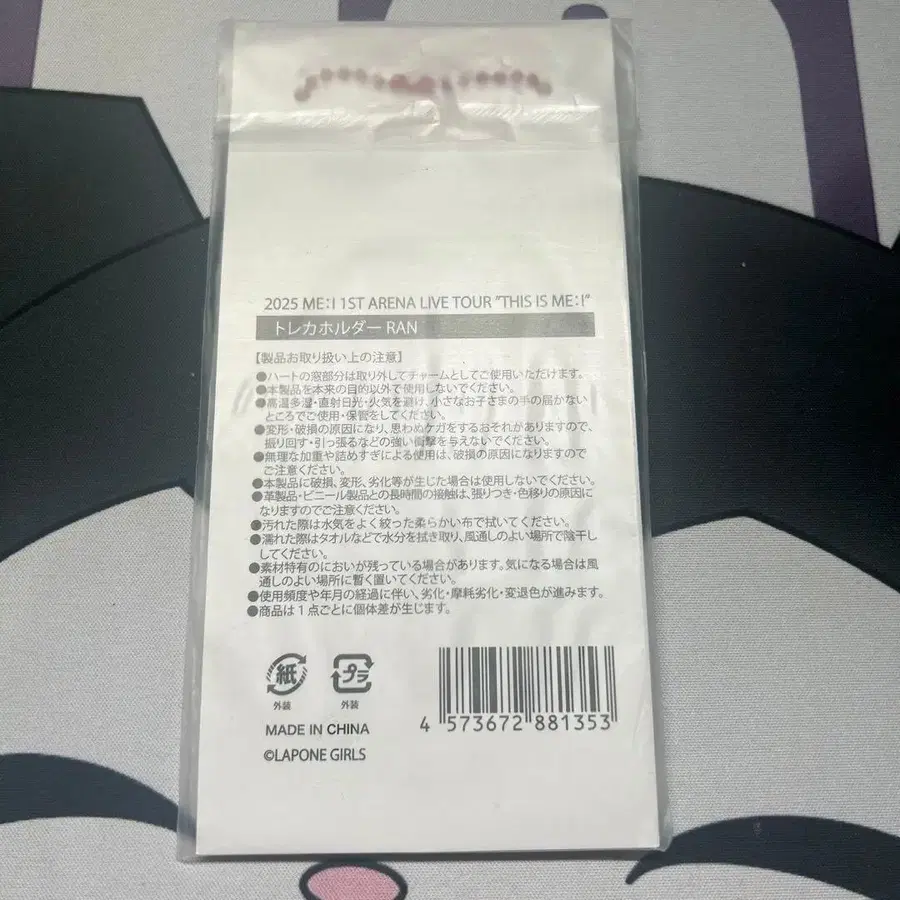 2025 ME:I 1ST ARENA LIVE TOUR "THIS IS ME:I"
トレカホルダー RAN
【製品お取り扱い上の注意】
●ハートの窓部分は取り外してチャームとしてご使用いただけます。
●本製品を本来の目的以外で使用しないでください。
●高温多湿・直射日光・火気を避け、小さなお子さまの手の届かない
ところでご使用・保管をしてください。
●変形・破損の原因になり、思わぬケガをするおそれがありますので、
振り回す・引っ張るなどの強い衝撃を与えないでください。
●無理な加重や詰めすぎによる使用は、破損の原因になりますので
ご注意ください。
●本製品に破損、変形、劣化等が生じた場合は使用しないでください。
●革製品・ビニール製品との長時間の接触は、張りつき・色移りの原因に
なりますのでご注意ください。
●汚れた際は水気をよく絞った柔らかい布で拭いてください。
●濡れた際はタオルなどで水分を拭き取り、風通しのよい場所で陰干し
してください。
●素材特有のにおいが残っている場合があります。気になる場合は風
通しのよい場所に暫く置いてください。
●使用頻度や年月の経過に伴い、劣化・摩耗劣化・変退色が進みます。
●商品は1点ごとに個体差が生じます。
紙 プラ
外装 外装
MADE IN CHINA
©LAPONE GIRLS
4 573672 881353